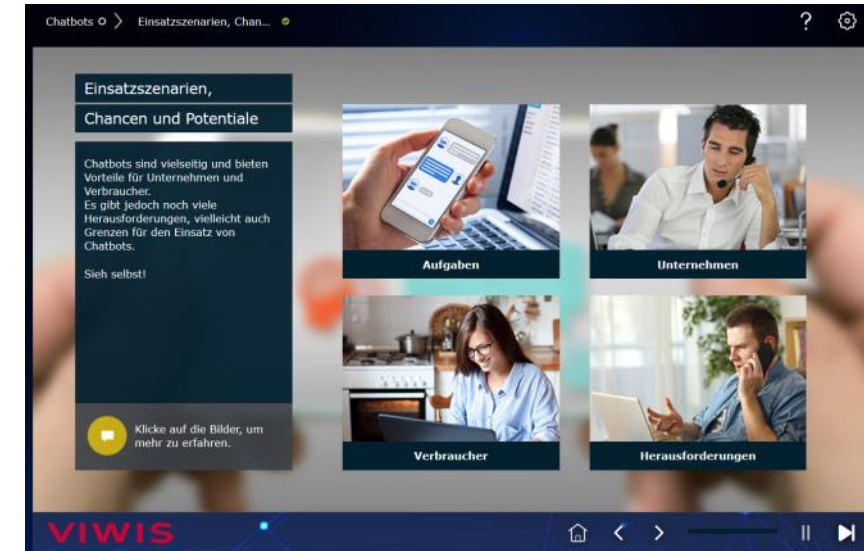 Chatbots
Einsatzszenarien, Chan...
?
Einsatzszenarien,
Chancen und Potentiale
Chatbots sind vielseitig und bieten
Vorteile für Unternehmen und
Verbraucher.
Es gibt jedoch noch viele
Herausforderungen, vielleicht auch
Grenzen für den Einsatz von
Chatbots.
Sieh selbst!
Klicke auf die Bilder, um
mehr zu erfahren.
Aufgaben
Unternehmen
Verbraucher
Herausforderungen
VIWIS